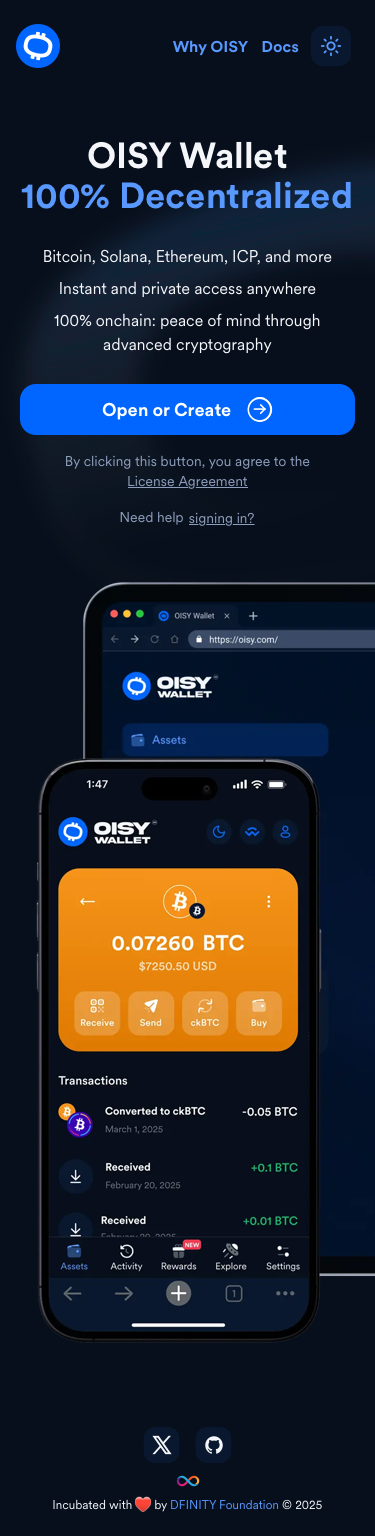 Why OISY Docs
OISY Wallet
100% Decentralized
Bitcoin, Solana, Ethereum, ICP, and more
Instant and private access anywhere
100% onchain: peace of mind through
advanced cryptography
Open or Create
By clicking this button, you agree to the
License Agreement
Need help signing in?
OISY Wallet
https://oisy.com/
OISY
WALLET
Assets
1:47
OISY
WALLET
0.07260 BTC
$7250.50 USD
Receive Send ckBTC Buy
Transactions
Converted to ckBTC -0.05 BTC
March 1, 2025
Received +0.1 BTC
February 20, 2025
Received +0.01 BTC
February 20, 2025
NEW
Assets Activity Rewards Explore Settings
1
Incubated with ❤️ by DFINITY Foundation © 2025